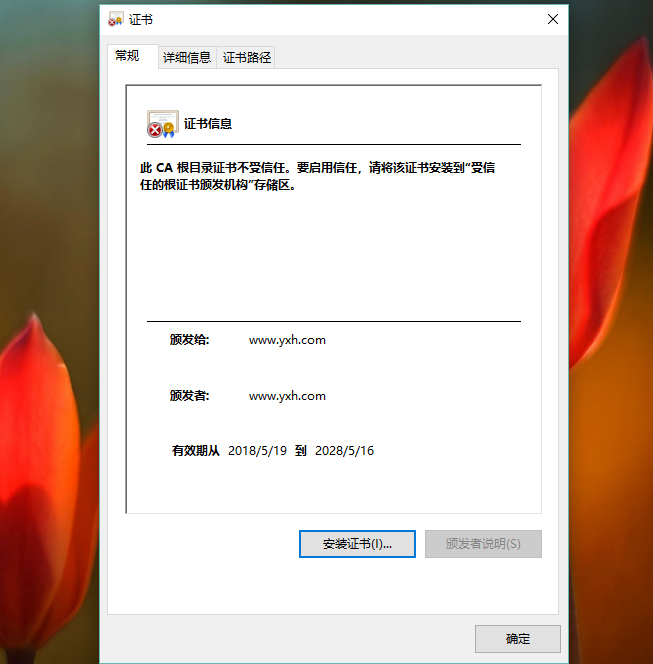 证书
常规
详细信息
证书路径
证书信息
此 CA 根目录证书不受信任。要启用信任，请将该证书安装到"受信
任的根证书颁发机构"存储区。
颁发给: www.yxh.com
颁发者: www.yxh.com
有效期从 2018/5/19 到 2028/5/16
安装证书(I)...
颁发者说明(S)
确定